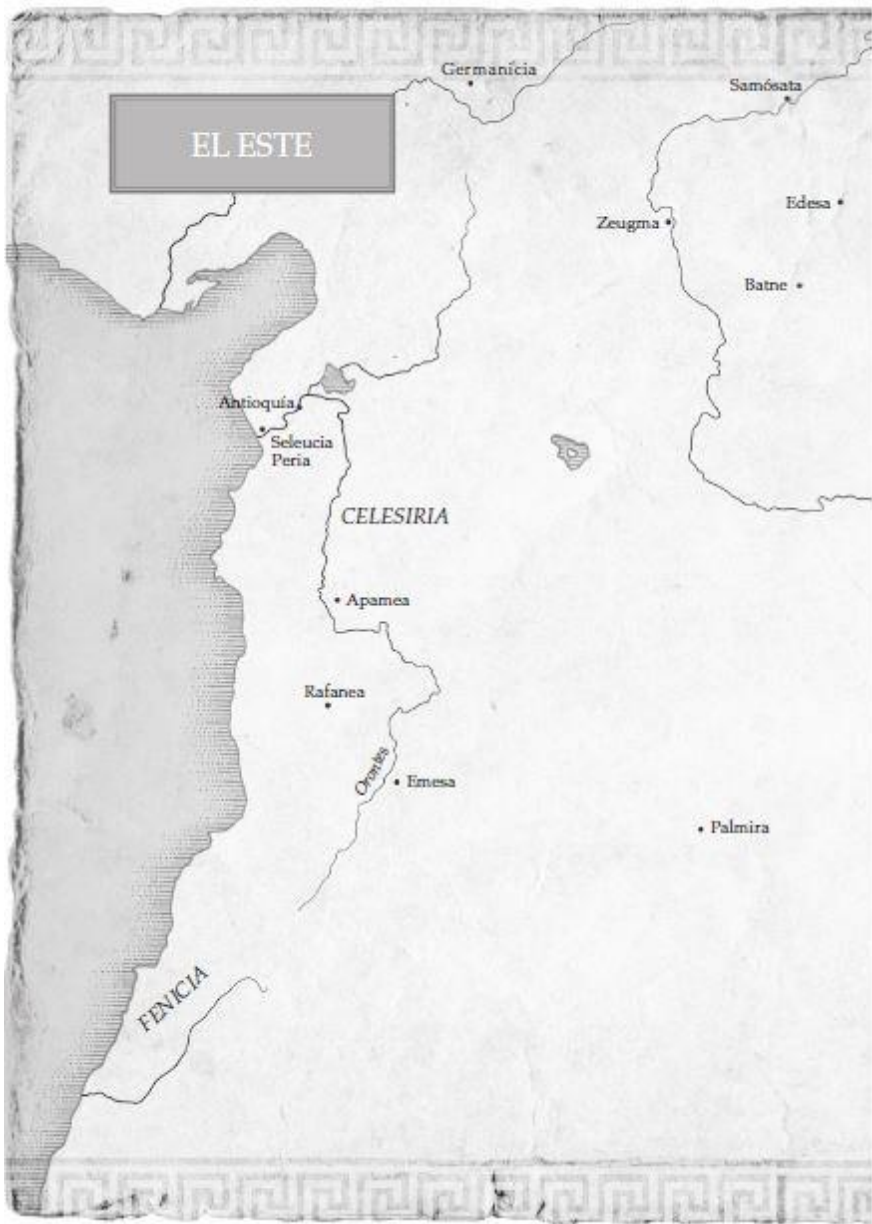 Germanícia
Samósata
EL ESTE
Edesa
Zeugma
Batne
Antioquía
Seleucia
Peria
CELESIRIA
Apamea
Rafanea
Orontes
Emesa
Palmira
FENICIA